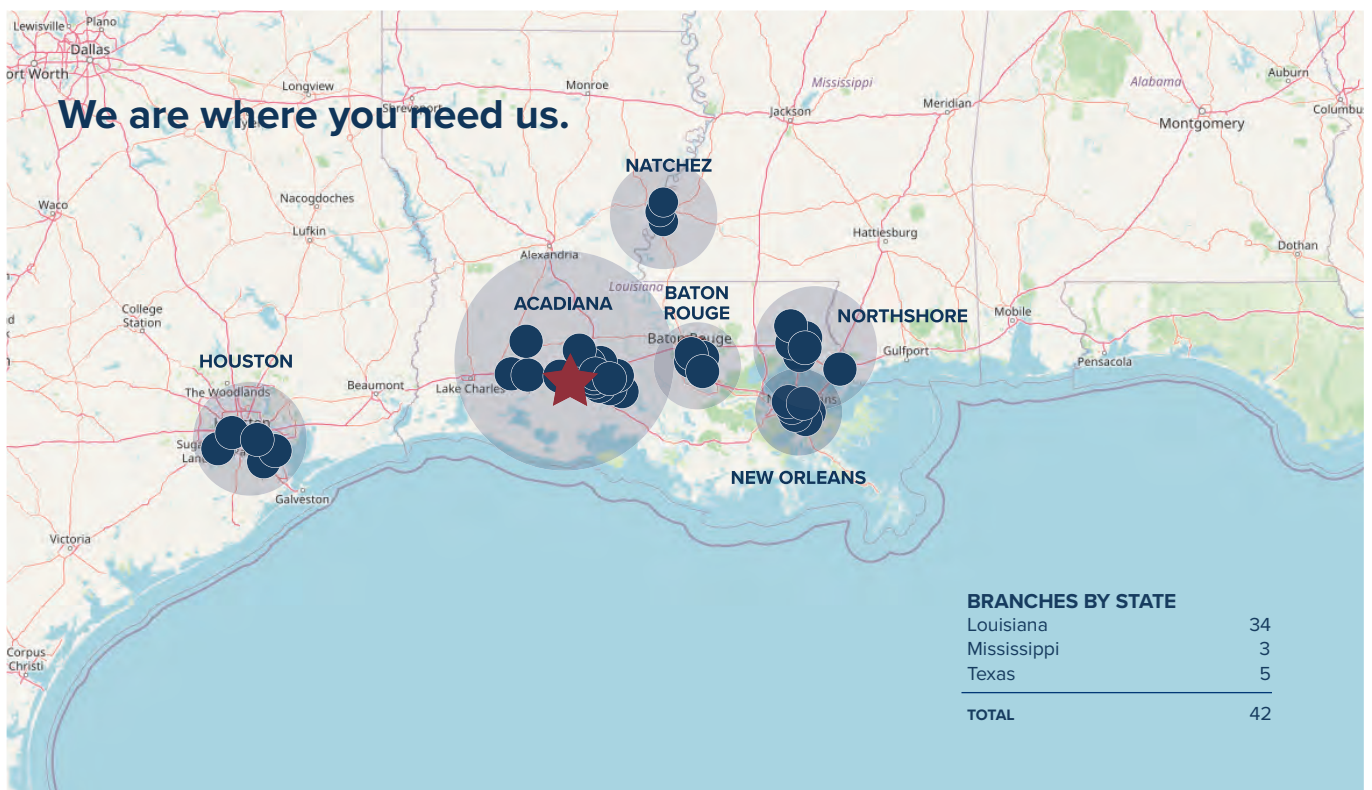 Lewisville
Plano
Dallas
ort Worth
Longview
Monroe
Mississippi
Alabama
Auburn
Jackson
Meridian
Columbu
Montgomery
Shreveport
We are where you need us.
NATCHEZ
Waco
Nacogdoches
Lufkin
Hattiesburg
Dothan
Alexandria
Louisiana
ACADIANA
BATON
ROUGE
Baton Rouge
NORTHSHORE
College
Station
d
Mobile
Gulfport
Pensacola
HOUSTON
The Woodlands
Beaumont
Lake Charles
NEW ORLEANS
Galveston
Victoria
Corpus
Christi
BRANCHES BY STATE
Louisiana 34
Mississippi 3
Texas 5
TOTAL 42